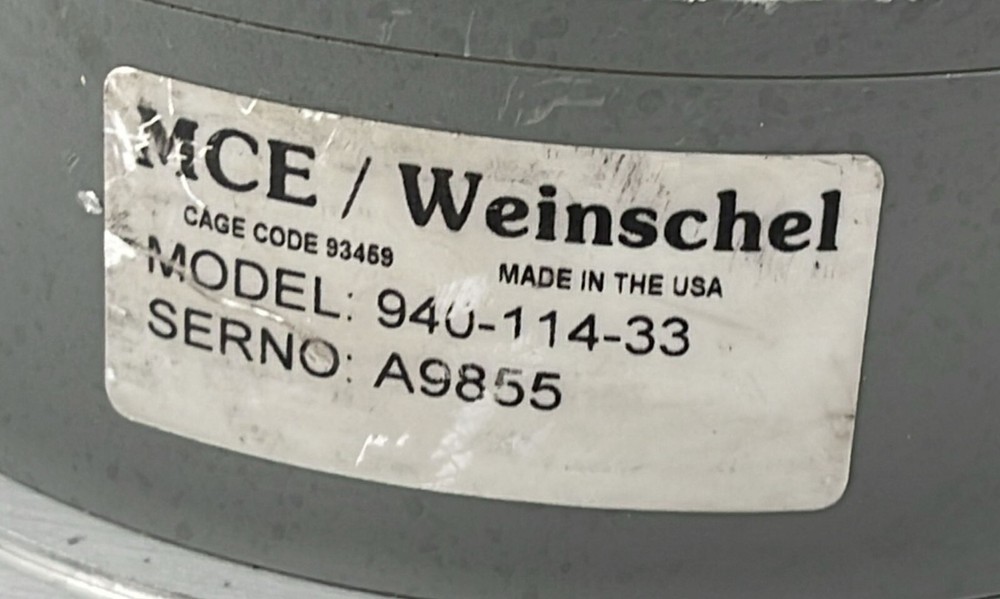 MCE / Weinschel
CAGE CODE 93459
MADE IN THE USA
MODEL: 940-114-33
SERNO: A9855